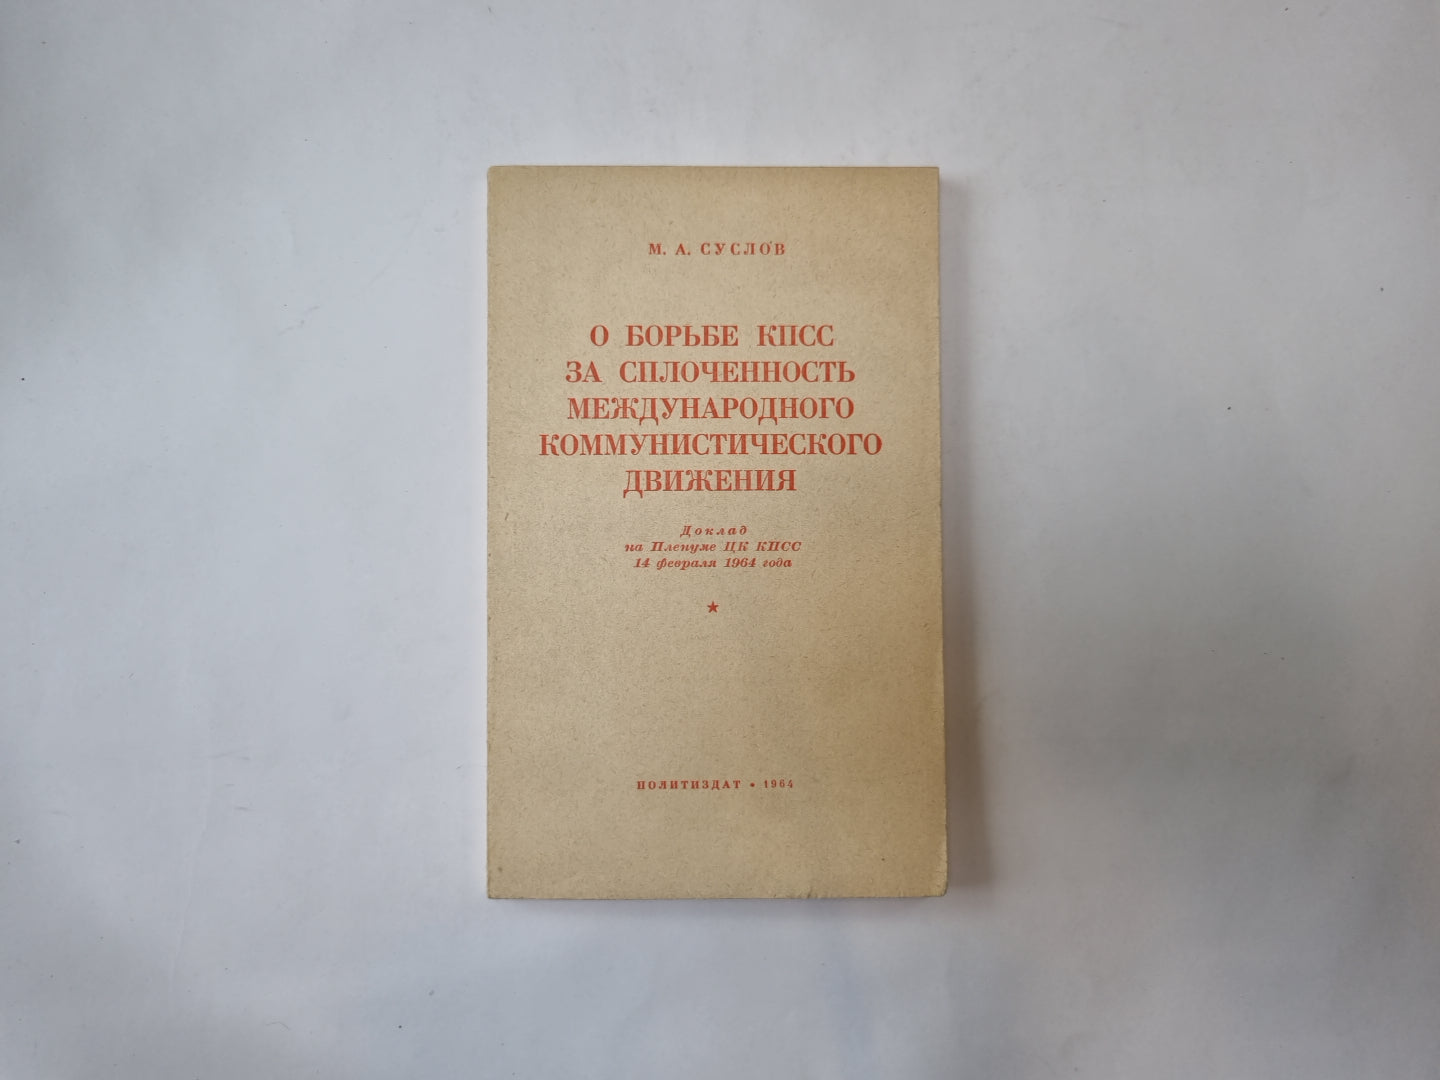 М. А. СУСЛОВ
О БОРЬБЕ КПСС
ЗА СПЛОЧЕННОСТЬ
МЕЖДУНАРОДНОГО
КОММУНИСТИЧЕСКОГО
ДВИЖЕНИЯ
Доклад
на Пленуме ЦК КПСС
14 февраля 1964 года
ПОЛИТИЗДАТ • 1964